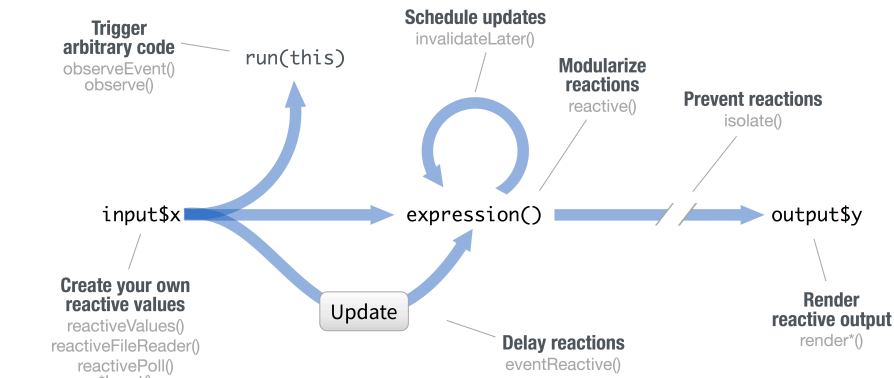 Schedule updates
invalidateLater()
Trigger
arbitrary code
observeEvent()
observe()
run(this)
Modularize
reactions
reactive()
Prevent reactions
isolate()
input$x
expression()
output$y
Create your own
reactive values
reactiveValues()
reactiveFileReader()
reactivePoll()
Update
Delay reactions
eventReactive()
Render
reactive output
render*()